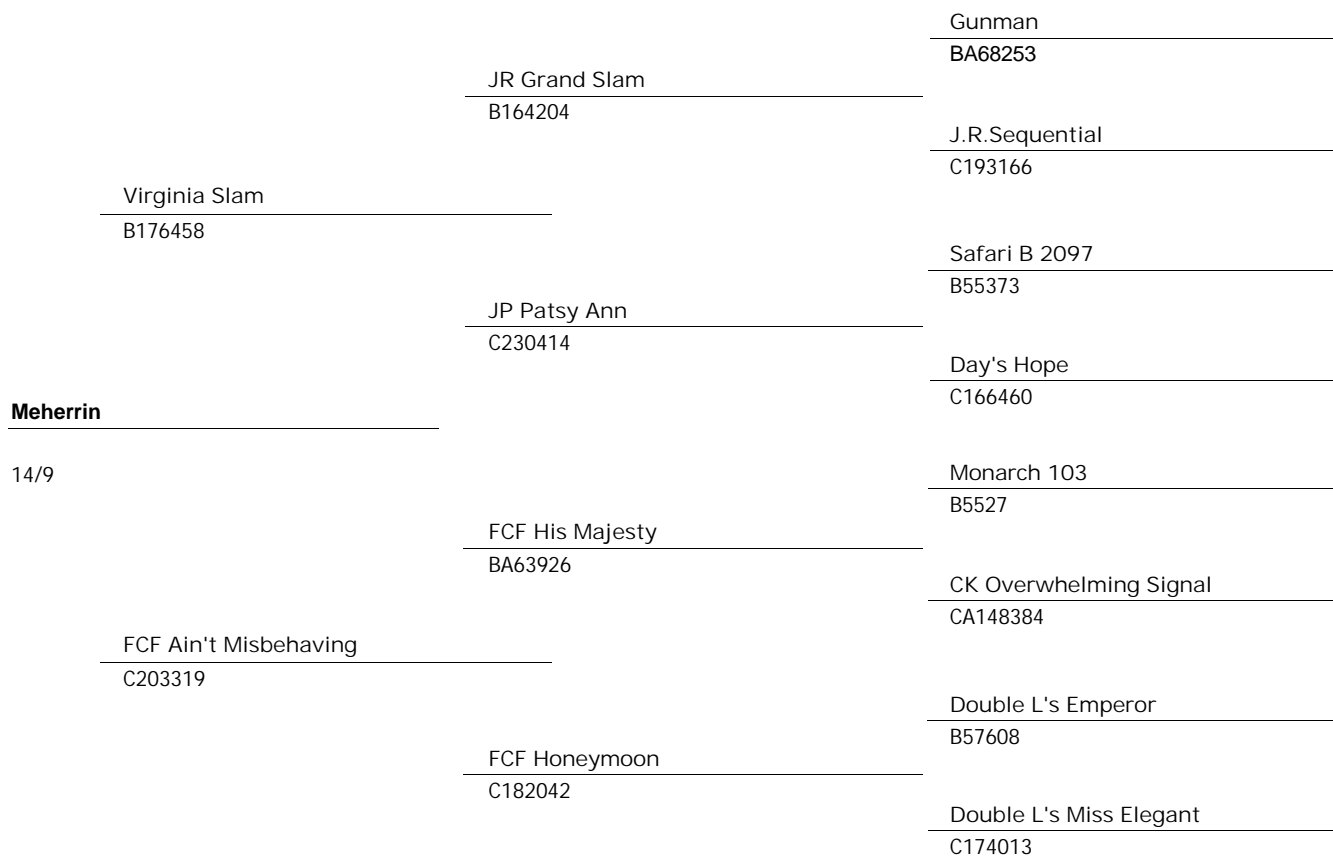 Gunman
BA68253
JR Grand Slam
B164204
J.R.Sequential
C193166
Virginia Slam
B176458
Safari B 2097
B55373
JP Patsy Ann
C230414
Day's Hope
C166460
Meherrin
14/9
Monarch 103
B5527
FCF His Majesty
BA63926
CK Overwhelming Signal
CA148384
FCF Ain't Misbehaving
C203319
Double L's Emperor
B57608
FCF Honeymoon
C182042
Double L's Miss Elegant
C174013